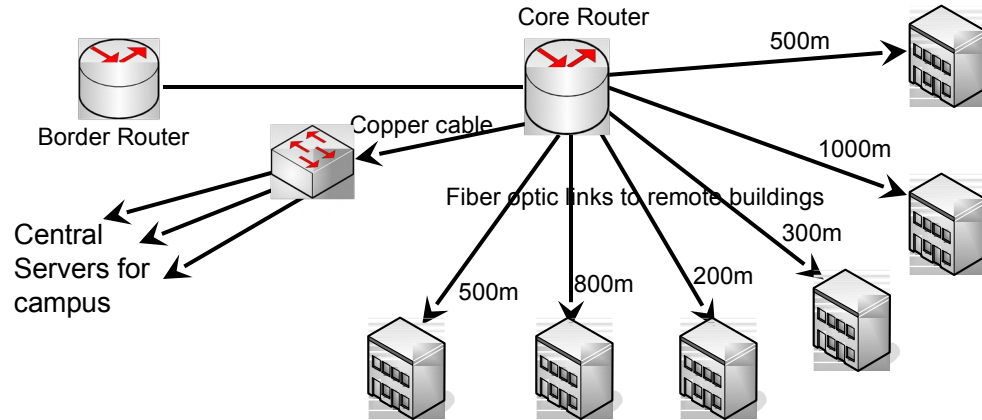 Core Router
500m
Border Router
Copper cable
1000m
Fiber optic links to remote buildings
Central
Servers for
campus
300m
500m
800m
200m